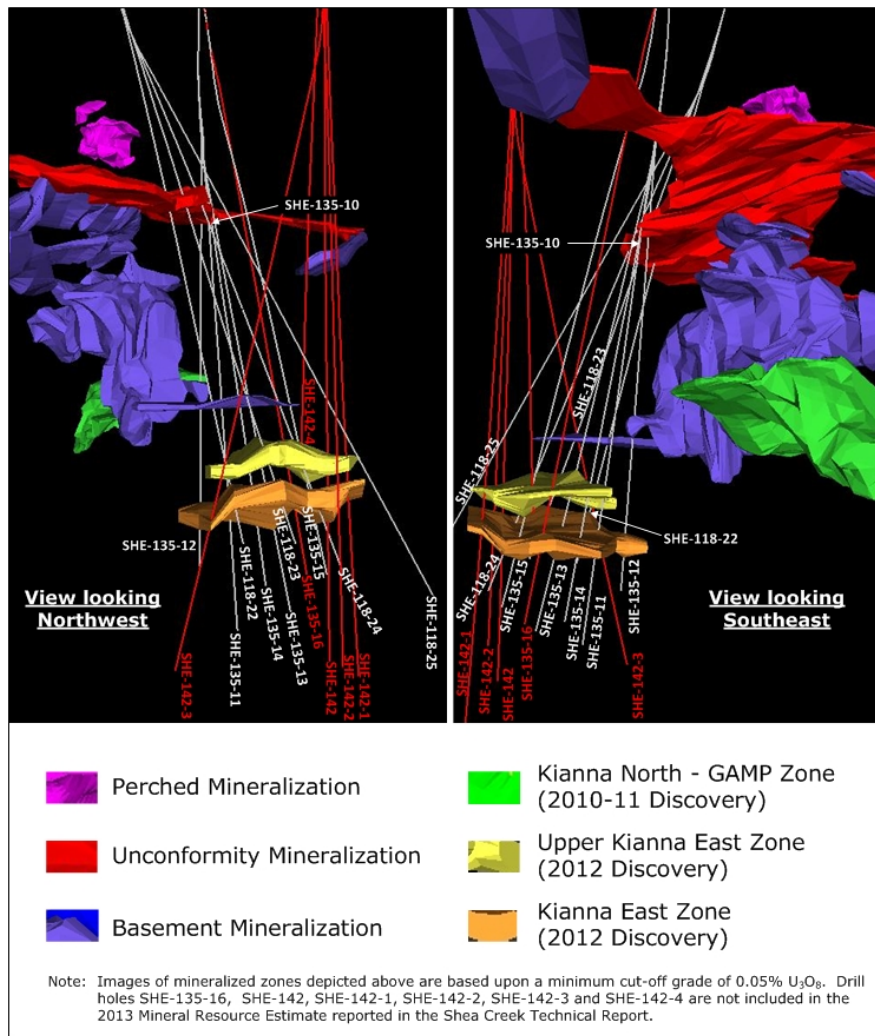 SHE-135-10
SHE-142-4
SHE-135-12
SHE-118-23
SHE-135-15
SHE-118-22
SHE-135-14
SHE-135-13
SHE-135-16
SHE-118-24
SHE-118-25
SHE-135-11
SHE-142-3
SHE-142
SHE-142-2
SHE-142-1
View looking
Northwest
SHE-135-10
SHE-118-23
SHE-118-25
SHE-118-22
SHE-118-24
SHE-135-15
SHE-135-13
SHE-135-14
SHE-135-11
SHE-135-12
SHE-142-1
SHE-142-2
SHE-142
SHE-135-16
SHE-142-3
View looking
Southeast
Perched Mineralization
Unconformity Mineralization
Basement Mineralization
Kianna North - GAMP Zone
(2010-11 Discovery)
Upper Kianna East Zone
(2012 Discovery)
Kianna East Zone
(2012 Discovery)
Note: Images of mineralized zones depicted above are based upon a minimum cut-off grade of 0.05% U₃O₈. Drill
holes SHE-135-16, SHE-142, SHE-142-1, SHE-142-2, SHE-142-3 and SHE-142-4 are not included in the
2013 Mineral Resource Estimate reported in the Shea Creek Technical Report.